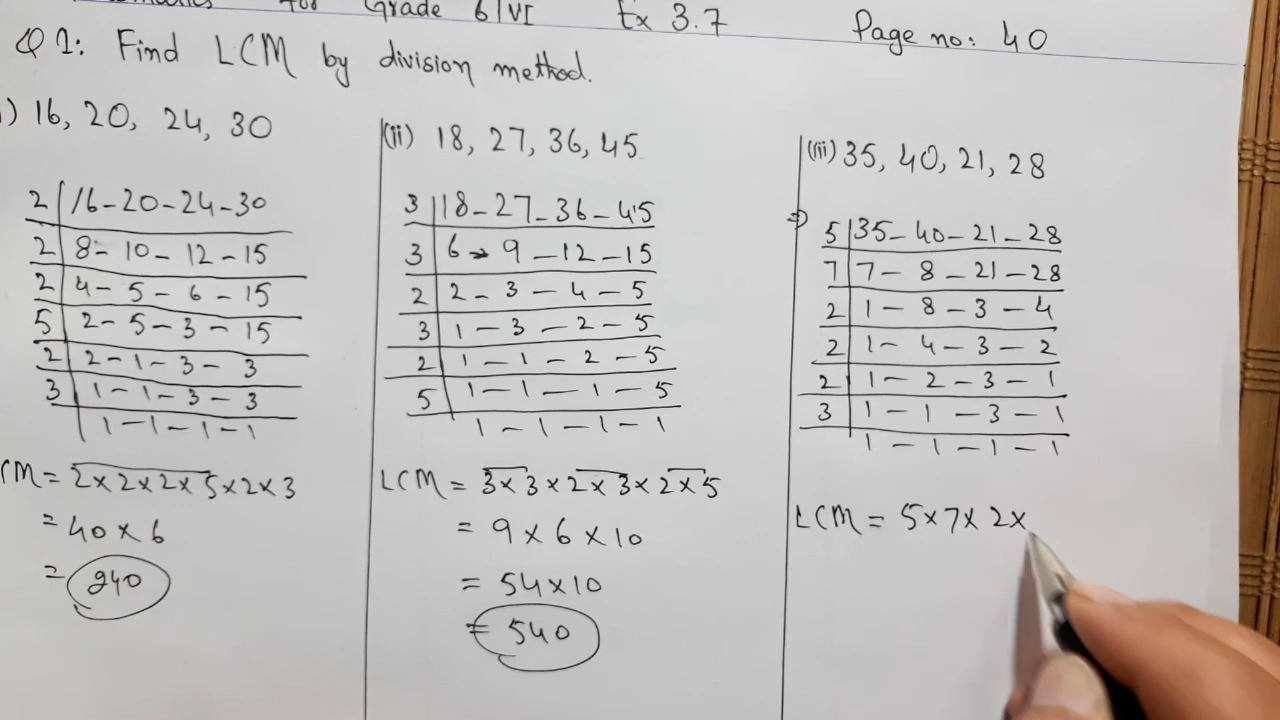 for Grade 6/VI Ex 3.7 Page no: 40
Q 1: Find LCM by division method.
) 16, 20, 24, 30
2 16-20-24-30
2 8-10-12-15
2 4-5-6-15
5 2-5-3-15
2 2-1-3-3
3 1-1-3-3
1-1-1-1
CM = 2×2×2×5×2×3
= 40×6
= 240
(ii) 18, 27, 36, 45
3 18-27-36-45
3 6-9-12-15
2 2-3-4-5
3 1-3-2-5
2 1-1-2-5
5 1-1-1-5
1-1-1-1
LCM = 3×3×2×3×2×5
= 9×6×10
= 54×10
= 540
(iii) 35, 40, 21, 28
⇒ 5 35-40-21-28
7 7-8-21-28
2 1-8-3-4
2 1-4-3-2
2 1-2-3-1
3 1-1-3-1
1-1-1-1
LCM = 5×7×2×